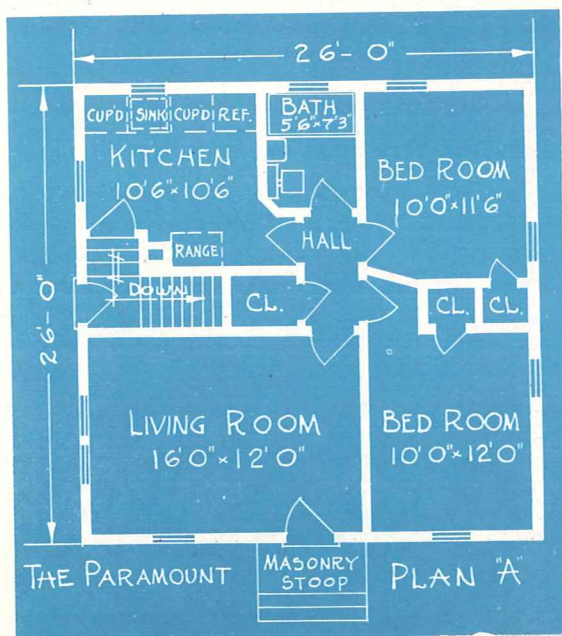 26'-0"
CUP'D SINK CUP'D REF.
BATH
5'6"×7'3"
KITCHEN
10'6"×10'6"
BED ROOM
10'0"×11'6"
RANGE
HALL
DOWN
CL.
CL.
CL.
26'-0"
LIVING ROOM
16'0"×12'0"
BED ROOM
10'0"×12'0"
THE PARAMOUNT
MASONRY
STOOP
PLAN "A"